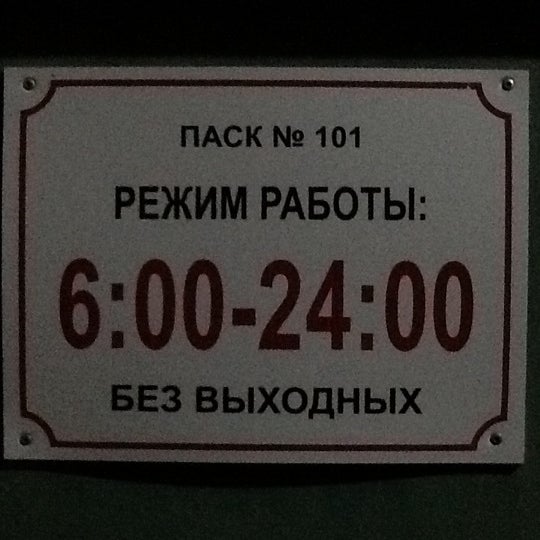 ПАСК № 101
РЕЖИМ РАБОТЫ:
6:00-24:00
БЕЗ ВЫХОДНЫХ